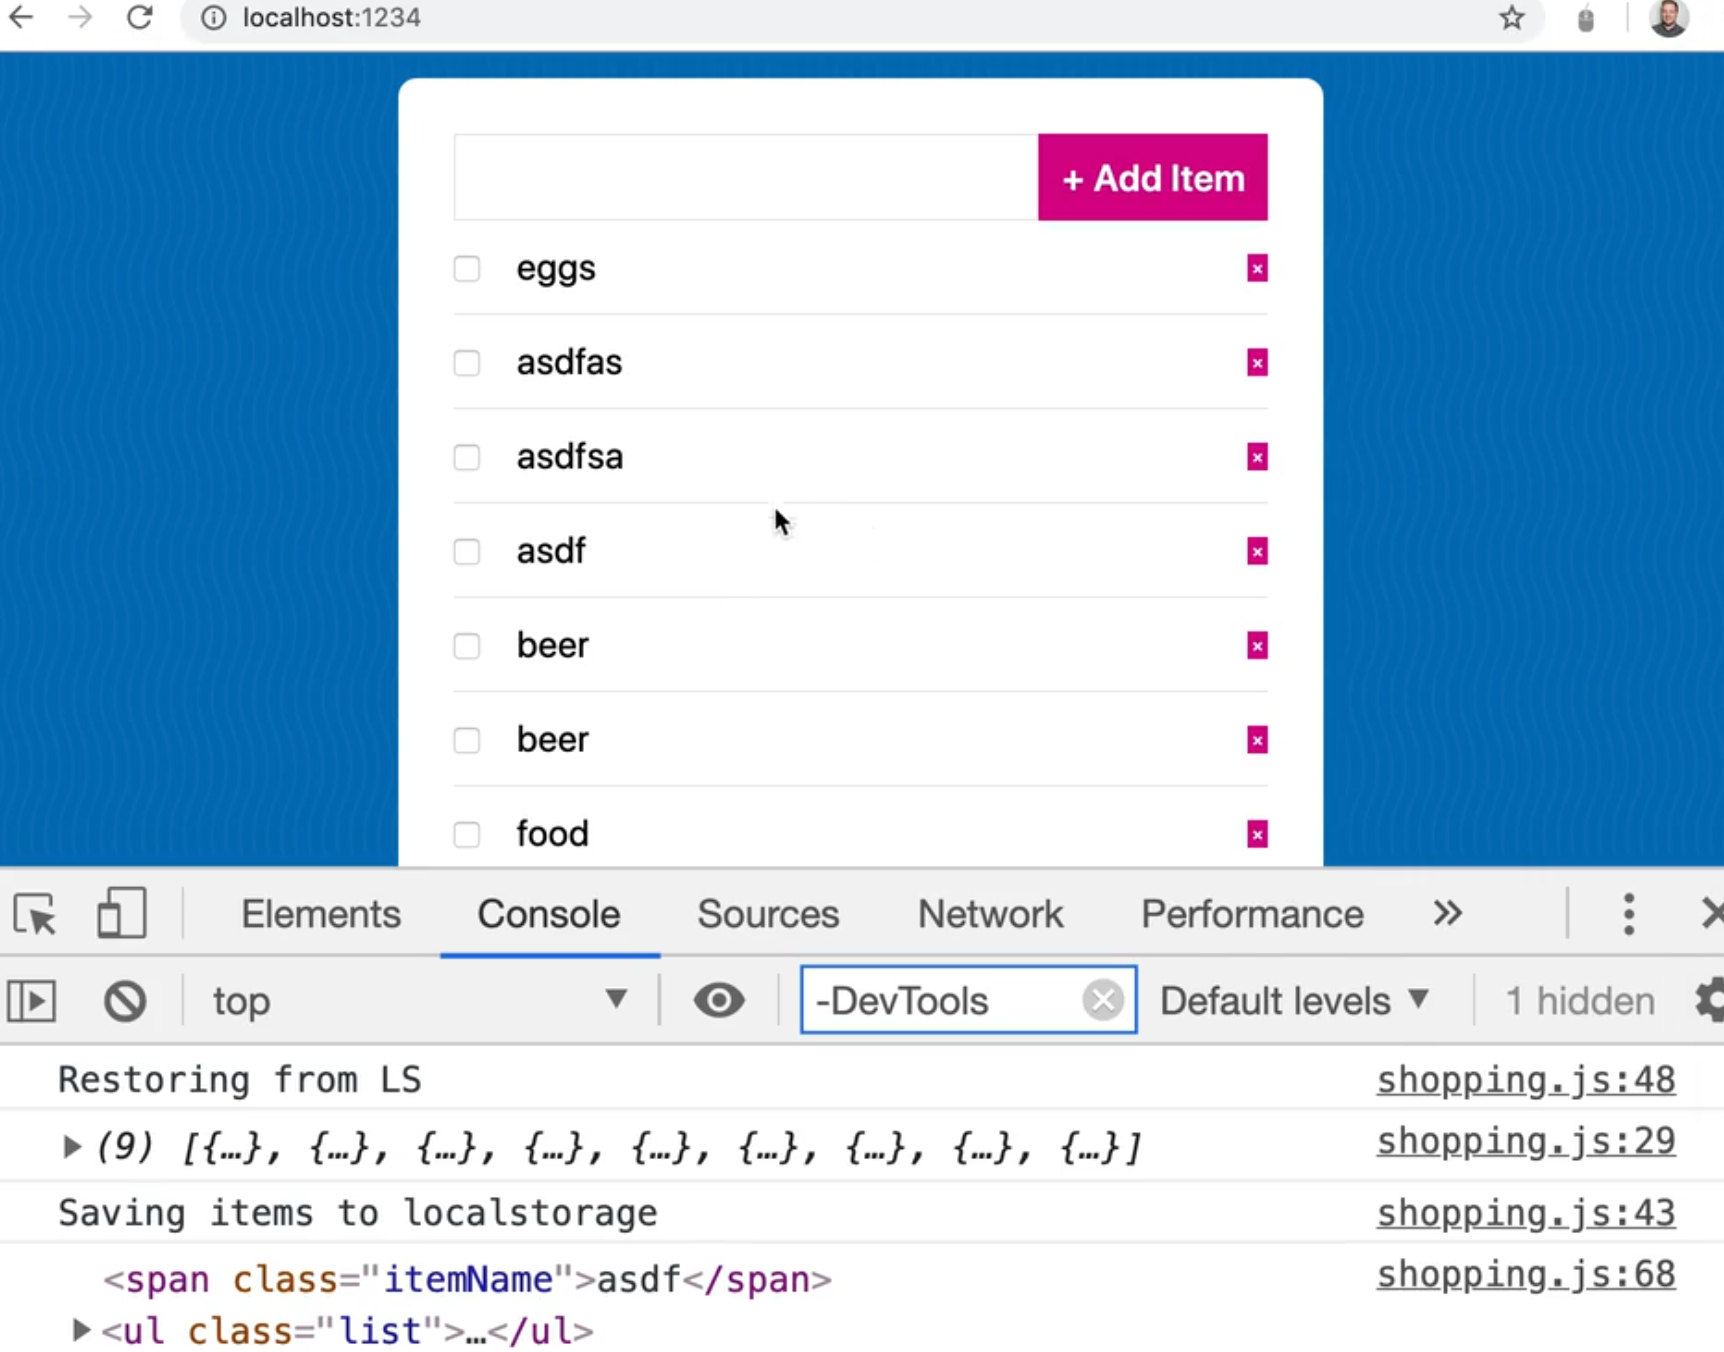 localhost:1234
+ Add Item
eggs
asdfas
asdfsa
asdf
beer
beer
food
Elements Console Sources Network Performance »
top -DevTools Default levels 1 hidden
Restoring from LS shopping.js:48
(9) [{…}, {…}, {…}, {…}, {…}, {…}, {…}, {…}, {…}] shopping.js:29
Saving items to localstorage shopping.js:43
<span class="itemName">asdf</span> shopping.js:68
<ul class="list">…</ul>